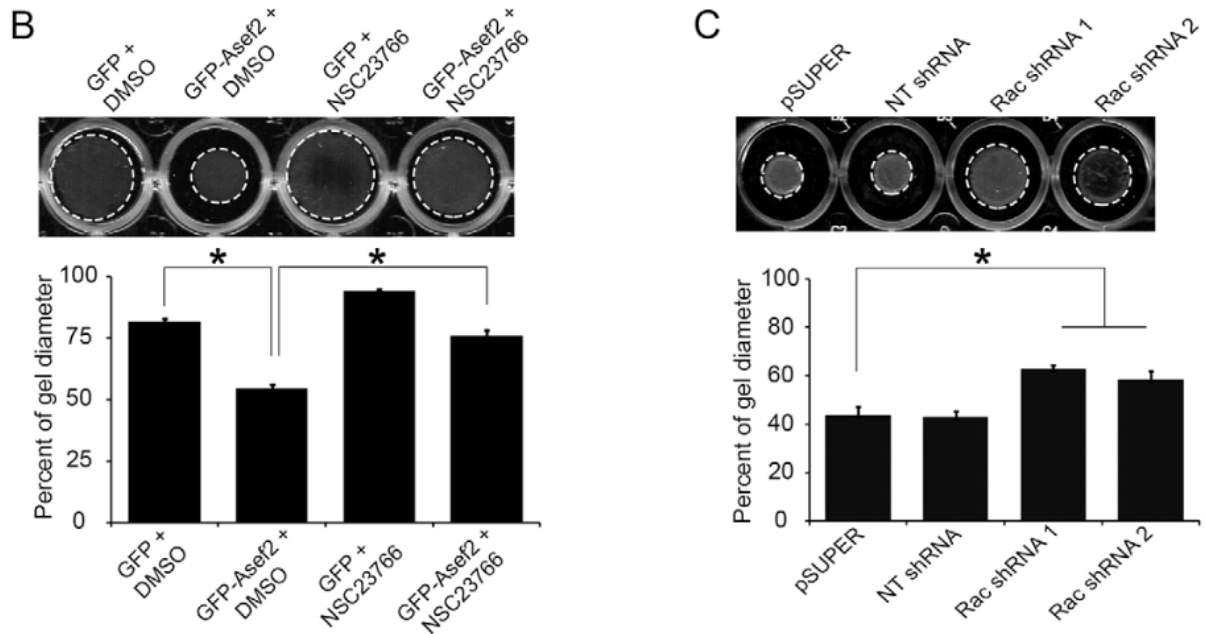 B
GFP +
DMSO
GFP-Asef2 +
DMSO
GFP +
NSC23766
GFP-Asef2 +
NSC23766
*
*
Percent of gel diameter
100
75
50
25
0
GFP +
DMSO
GFP-Asef2 +
DMSO
GFP +
NSC23766
GFP-Asef2 +
NSC23766
C
pSUPER
NT shRNA
Rac shRNA 1
Rac shRNA 2
*
Percent of gel diameter
100
80
60
40
20
0
pSUPER
NT shRNA
Rac shRNA 1
Rac shRNA 2